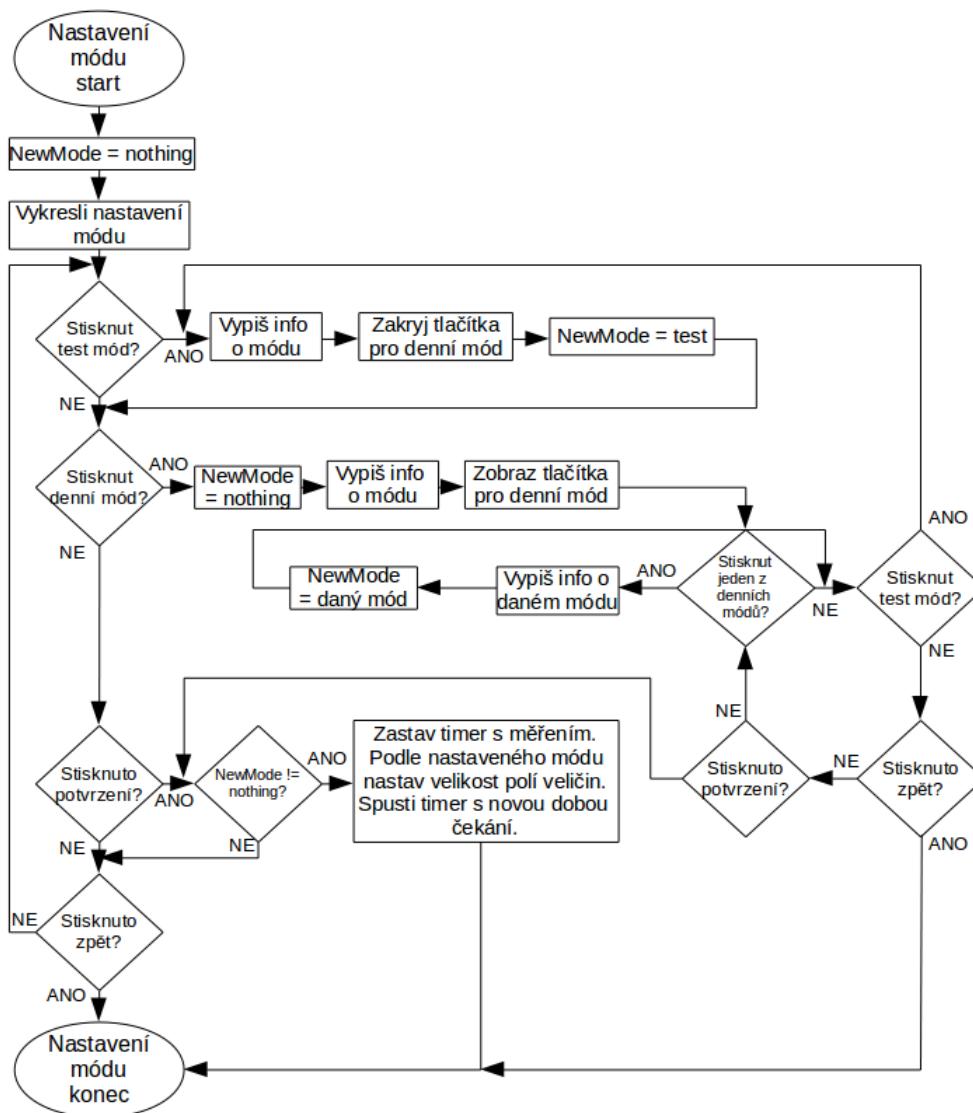 Nastavení
módu
start
NewMode = nothing
Vykresli nastavení
módu
Stisknut
test mód?
ANO
Vypiš info
o módu
Zakryj tlačítka
pro denní mód
NewMode = test
NE
Stisknut
denní mód?
ANO
NewMode
= nothing
Vypiš info
o módu
Zobraz tlačítka
pro denní mód
NE
Stisknut
jeden z
denních
módů?
ANO
Vypiš info o
daném módu
NewMode
= daný mód
NE
Stisknut
test mód?
ANO
NE
Stisknuto
zpět?
NE
ANO
Stisknuto
potvrzení?
NE
Stisknuto
potvrzení?
ANO
NE
NewMode !=
nothing?
ANO
NE
Zastav timer s měřením.
Podle nastaveného módu
nastav velikost polí veličin.
Spusti timer s novou dobou
čekání.
Stisknuto
zpět?
NE
ANO
Nastavení
módu
konec